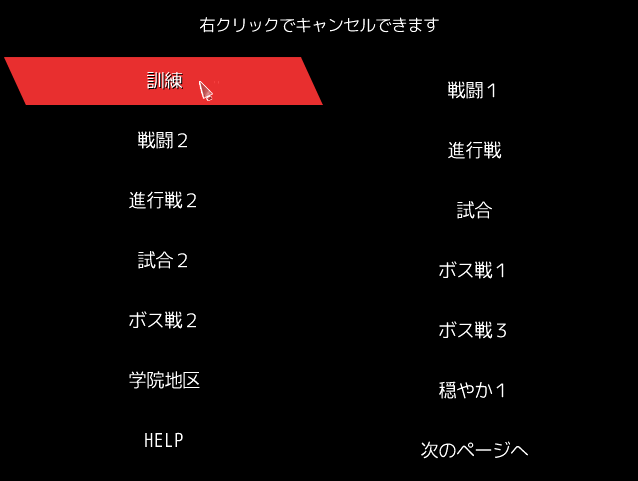 右クリックでキャンセルできます
訓練
戦闘１
戦闘２
進行戦
進行戦２
試合
試合２
ボス戦１
ボス戦２
ボス戦３
学院地区
穏やか１
HELP
次のページへ